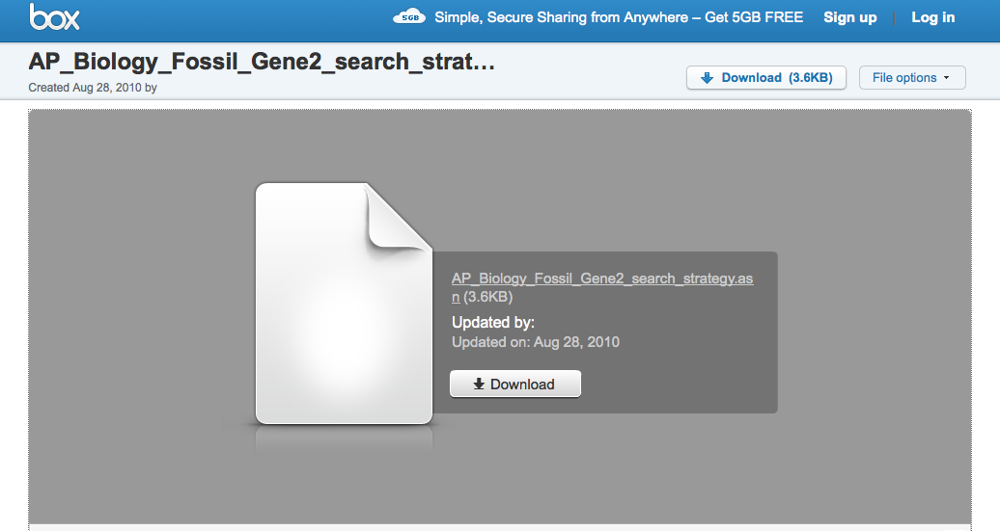 box
5GB Simple, Secure Sharing from Anywhere – Get 5GB FREE Sign up | Log in
AP_Biology_Fossil_Gene2_search_strat...
Created Aug 28, 2010 by
Download (3.6KB) File options
AP_Biology_Fossil_Gene2_search_strategy.as
n (3.6KB)
Updated by:
Updated on: Aug 28, 2010
Download